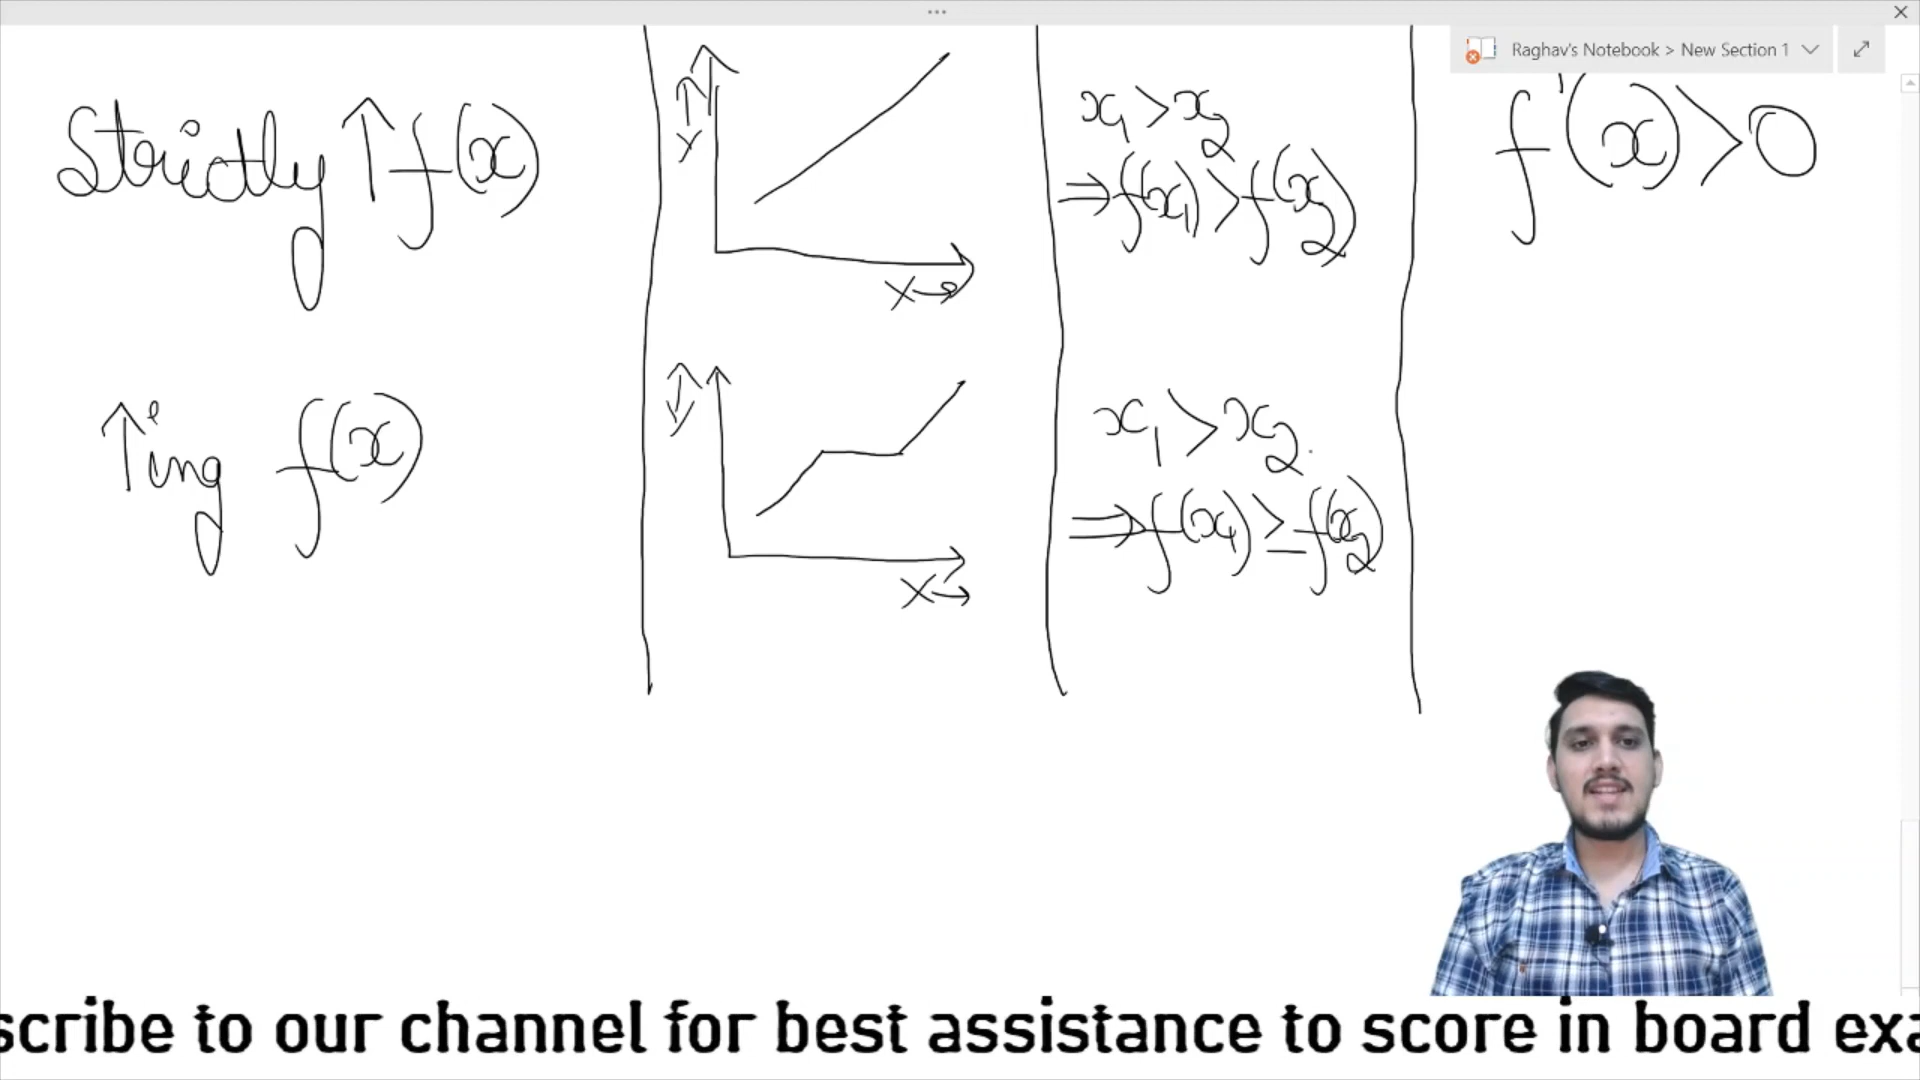 Raghav's Notebook > New Section 1
Strictly ↑ f(x)
Y→
X→
x₁ > x₂
⇒ f(x₁) > f(x₂)
f'(x) > 0
↑ing f(x)
Y→
X→
x₁ > x₂
⇒ f(x₁) ≥ f(x₂)
scribe to our channel for best assistance to score in board exa